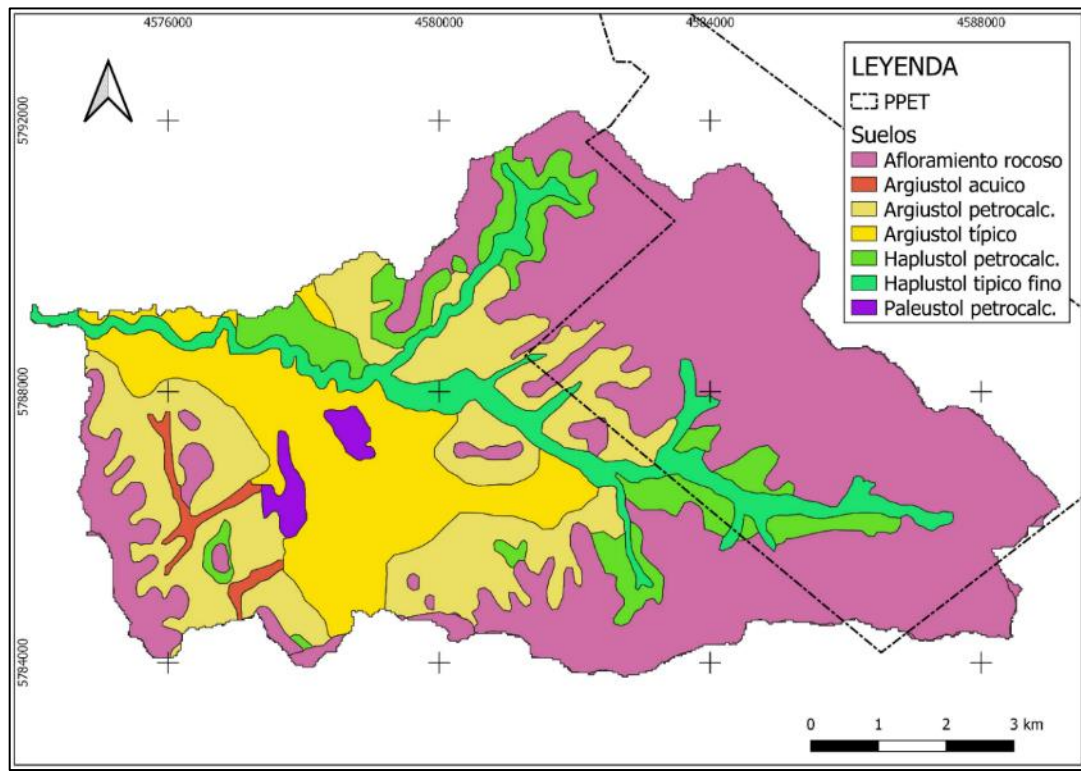 4576000
4580000
4584000
4588000
5792000
5788000
5784000
LEYENDA
PPET
Suelos
Afloramiento rocoso
Argiustol acuico
Argiustol petrocalc.
Argiustol típico
Haplustol petrocalc.
Haplustol tipico fino
Paleustol petrocalc.
0 1 2 3 km